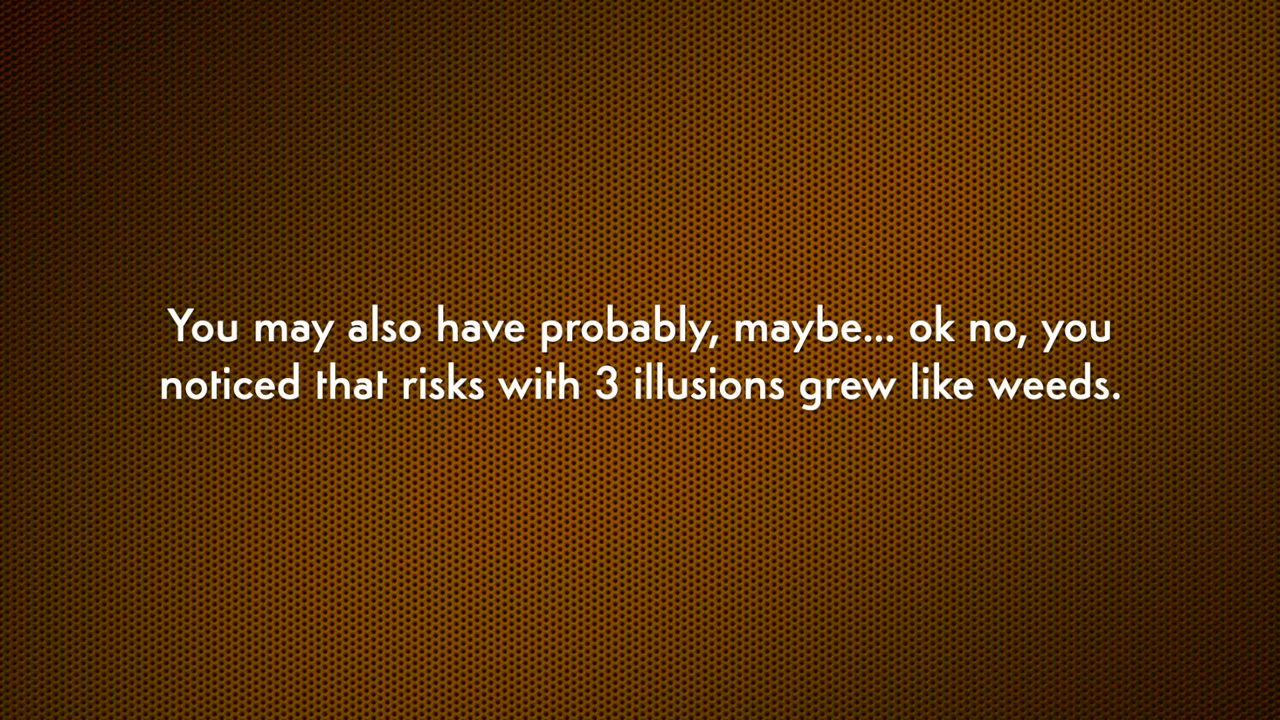 You may also have probably, maybe... ok no, you
noticed that risks with 3 illusions grew like weeds.